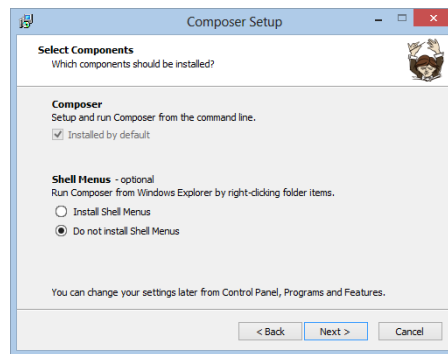 Composer Setup
Select Components
Which components should be installed?
Composer
Setup and run Composer from the command line.
Installed by default
Shell Menus - optional
Run Composer from Windows Explorer by right-clicking folder items.
Install Shell Menus
Do not install Shell Menus
You can change your settings later from Control Panel, Programs and Features.
< Back Next > Cancel